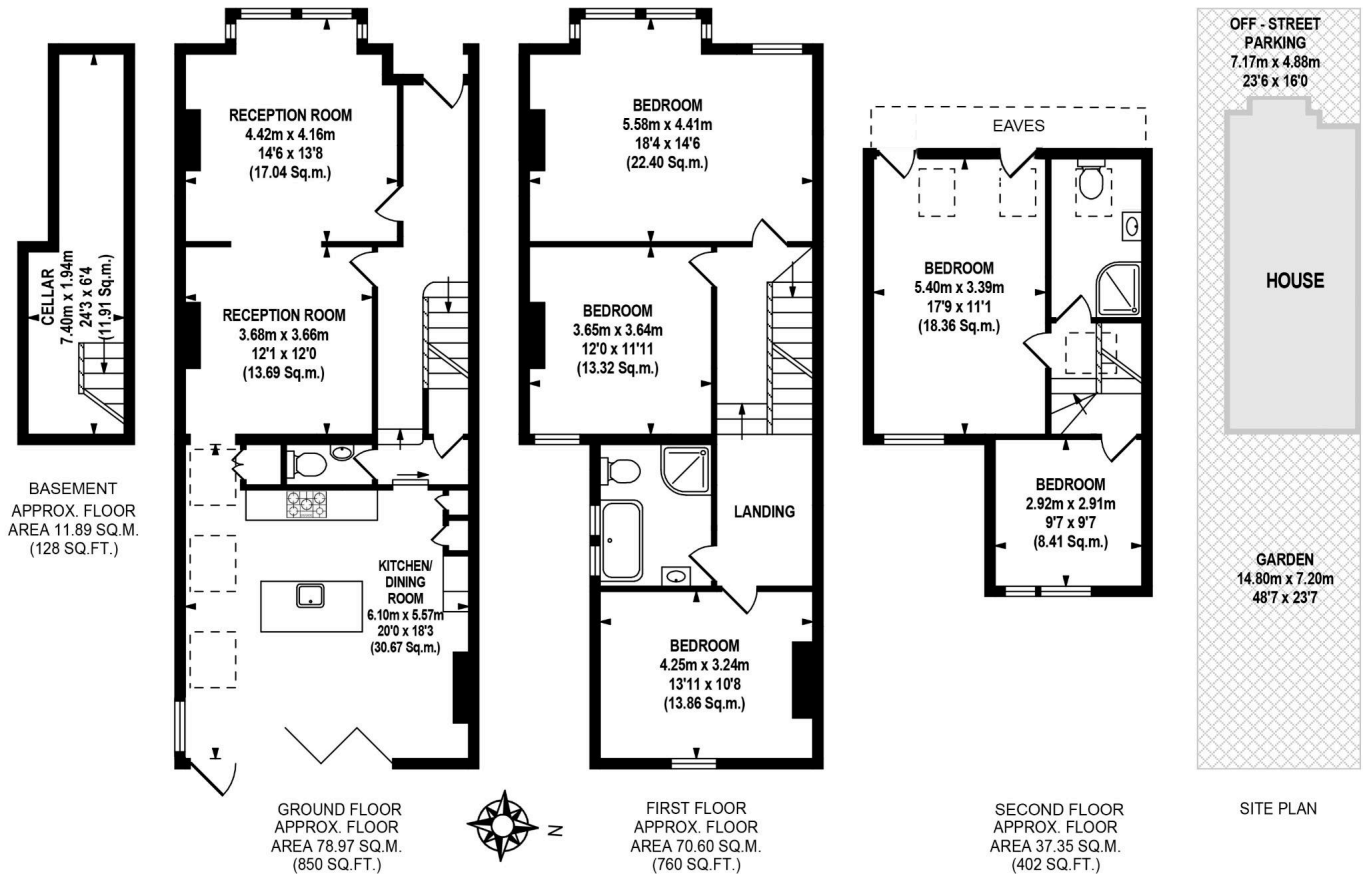 CELLAR
7.40m x 1.94m
24'3 x 6'4
(11.91 Sq.m.)
BASEMENT
APPROX. FLOOR
AREA 11.89 SQ.M.
(128 SQ.FT.)
RECEPTION ROOM
4.42m x 4.16m
14'6 x 13'8
(17.04 Sq.m.)
RECEPTION ROOM
3.68m x 3.66m
12'1 x 12'0
(13.69 Sq.m.)
KITCHEN/
DINING
ROOM
6.10m x 5.57m
20'0 x 18'3
(30.67 Sq.m.)
GROUND FLOOR
APPROX. FLOOR
AREA 78.97 SQ.M.
(850 SQ.FT.)
N
BEDROOM
5.58m x 4.41m
18'4 x 14'6
(22.40 Sq.m.)
BEDROOM
3.65m x 3.64m
12'0 x 11'11
(13.32 Sq.m.)
LANDING
BEDROOM
4.25m x 3.24m
13'11 x 10'8
(13.86 Sq.m.)
FIRST FLOOR
APPROX. FLOOR
AREA 70.60 SQ.M.
(760 SQ.FT.)
EAVES
BEDROOM
5.40m x 3.39m
17'9 x 11'1
(18.36 Sq.m.)
BEDROOM
2.92m x 2.91m
9'7 x 9'7
(8.41 Sq.m.)
SECOND FLOOR
APPROX. FLOOR
AREA 37.35 SQ.M.
(402 SQ.FT.)
OFF - STREET
PARKING
7.17m x 4.88m
23'6 x 16'0
HOUSE
GARDEN
14.80m x 7.20m
48'7 x 23'7
SITE PLAN